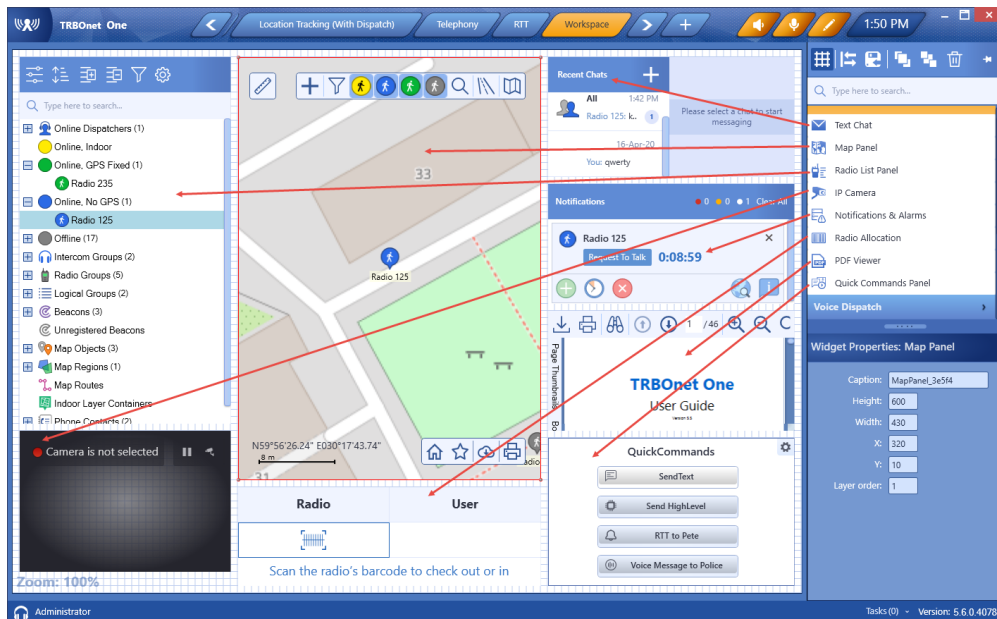 TRBOnet One
Location Tracking (With Dispatch)
Telephony
RTT
Workspace
1:50 PM
Type here to search...
Online Dispatchers (1)
Online, Indoor
Online, GPS Fixed (1)
Radio 235
Online, No GPS (1)
Radio 125
Offline (17)
Intercom Groups (2)
Radio Groups (5)
Logical Groups (2)
Beacons (3)
Unregistered Beacons
Map Objects (3)
Map Regions (1)
Map Routes
Indoor Layer Containers
Phone Contacts (2)
Camera is not selected
Zoom: 100%
33
Radio 125
N59°56'26.24" E030°17'43.74"
8 m
31
adio
Radio
User
Scan the radio's barcode to check out or in
Recent Chats
All
1:42 PM
Radio 125: k..
1
16-Apr-20
You: qwerty
Please select a chat to start
messaging
Notifications
0
0
1
Clear All
Radio 125
Request To Talk
0:08:59
1
/46
Page Thumbnails
Bo
TRBOnet One
User Guide
QuickCommands
SendText
Send HighLevel
RTT to Pete
Voice Message to Police
Type here to search...
Text Chat
Map Panel
Radio List Panel
IP Camera
Notifications & Alarms
Radio Allocation
PDF Viewer
Quick Commands Panel
Voice Dispatch
Widget Properties: Map Panel
Caption:
MapPanel_3e5f4
Height:
600
Width:
430
X:
320
Y:
10
Layer order:
1
Administrator
Tasks (0)
Version: 5.6.0.4078